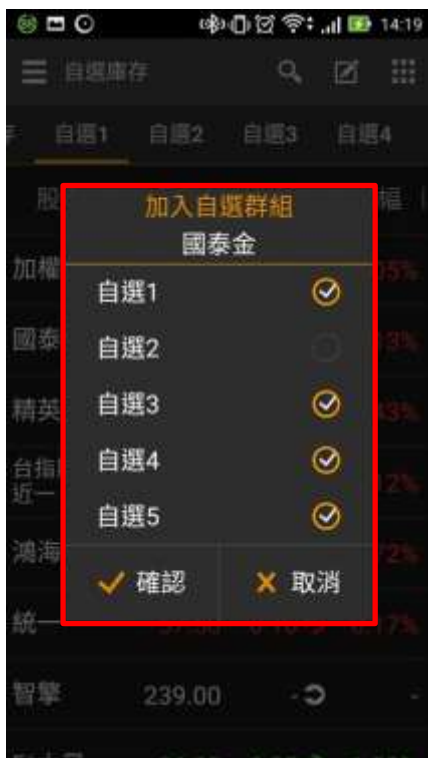 14:19
自選庫存
存 自選1 自選2 自選3 自選4
股 幅
加入自選群組
國泰金
加權
自選1
國泰
自選2
精英
自選3
台指
近一
自選4
自選5
鴻海
確認 取消
統一
智擎 239.00 - -